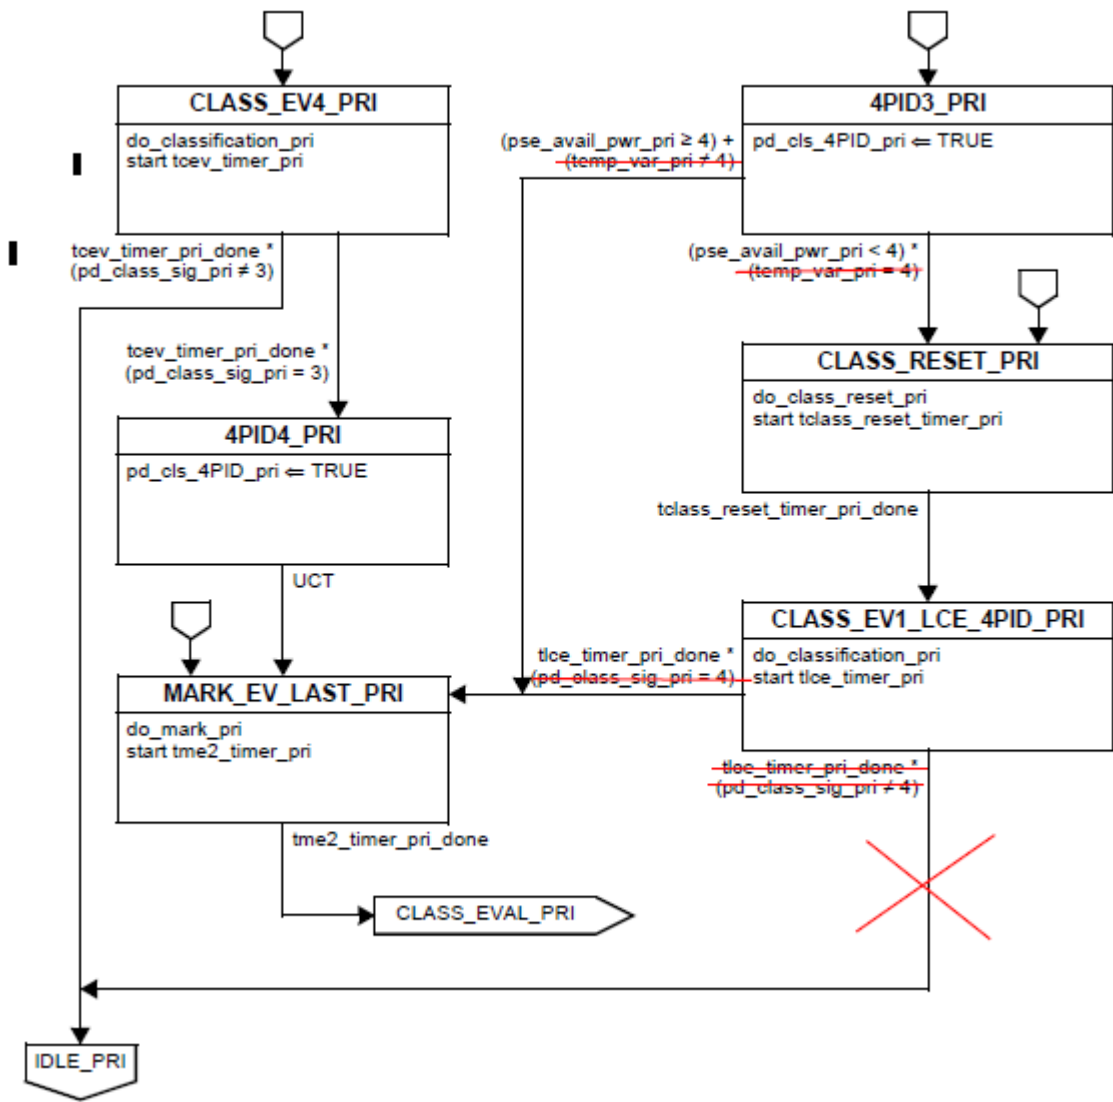 CLASS_EV4_PRI
do_classification_pri
start tcev_timer_pri
tcev_timer_pri_done *
(pd_class_sig_pri ≠ 3)
tcev_timer_pri_done *
(pd_class_sig_pri = 3)
4PID4_PRI
pd_cls_4PID_pri ⇐ TRUE
UCT
MARK_EV_LAST_PRI
do_mark_pri
start tme2_timer_pri
tme2_timer_pri_done
CLASS_EVAL_PRI
IDLE_PRI
4PID3_PRI
pd_cls_4PID_pri ⇐ TRUE
(pse_avail_pwr_pri ≥ 4) +
(temp_var_pri ≠ 4)
(pse_avail_pwr_pri < 4) *
(temp_var_pri = 4)
CLASS_RESET_PRI
do_class_reset_pri
start tclass_reset_timer_pri
tclass_reset_timer_pri_done
CLASS_EV1_LCE_4PID_PRI
do_classification_pri
start tlce_timer_pri
tlce_timer_pri_done *
(pd_class_sig_pri = 4)
tlce_timer_pri_done *
(pd_class_sig_pri ≠ 4)